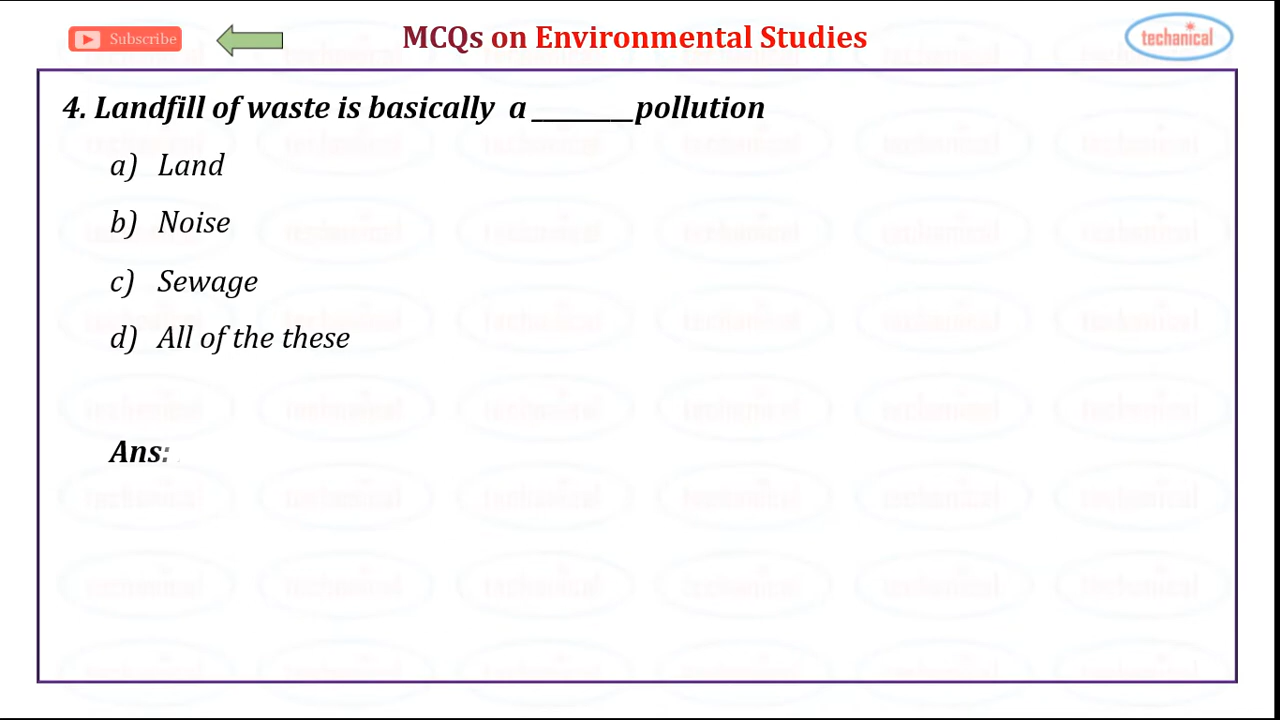 Subscribe
MCQs on Environmental Studies
techanical
4. Landfill of waste is basically a ________pollution
a) Land
b) Noise
c) Sewage
d) All of the these
Ans: